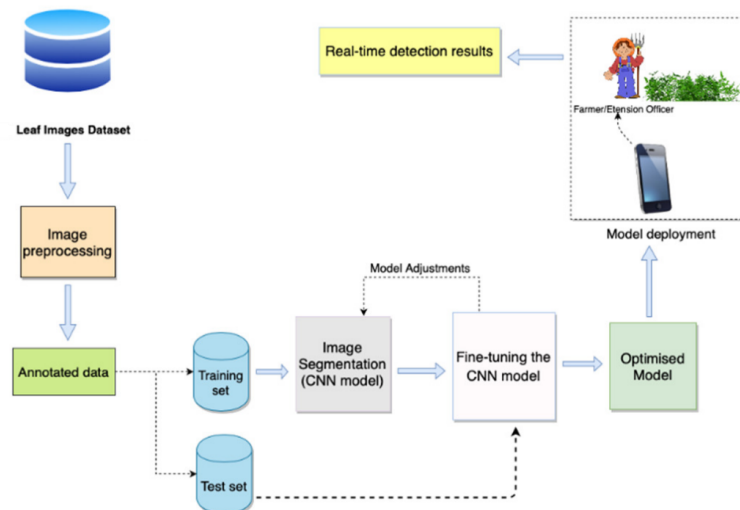 Real-time detection results
Farmer/Etension Officer
Leaf Images Dataset
Image
preprocessing
Model deployment
Model Adjustments
Annotated data
Training
set
Image
Segmentation
(CNN model)
Fine-tuning the
CNN model
Optimised
Model
Test set